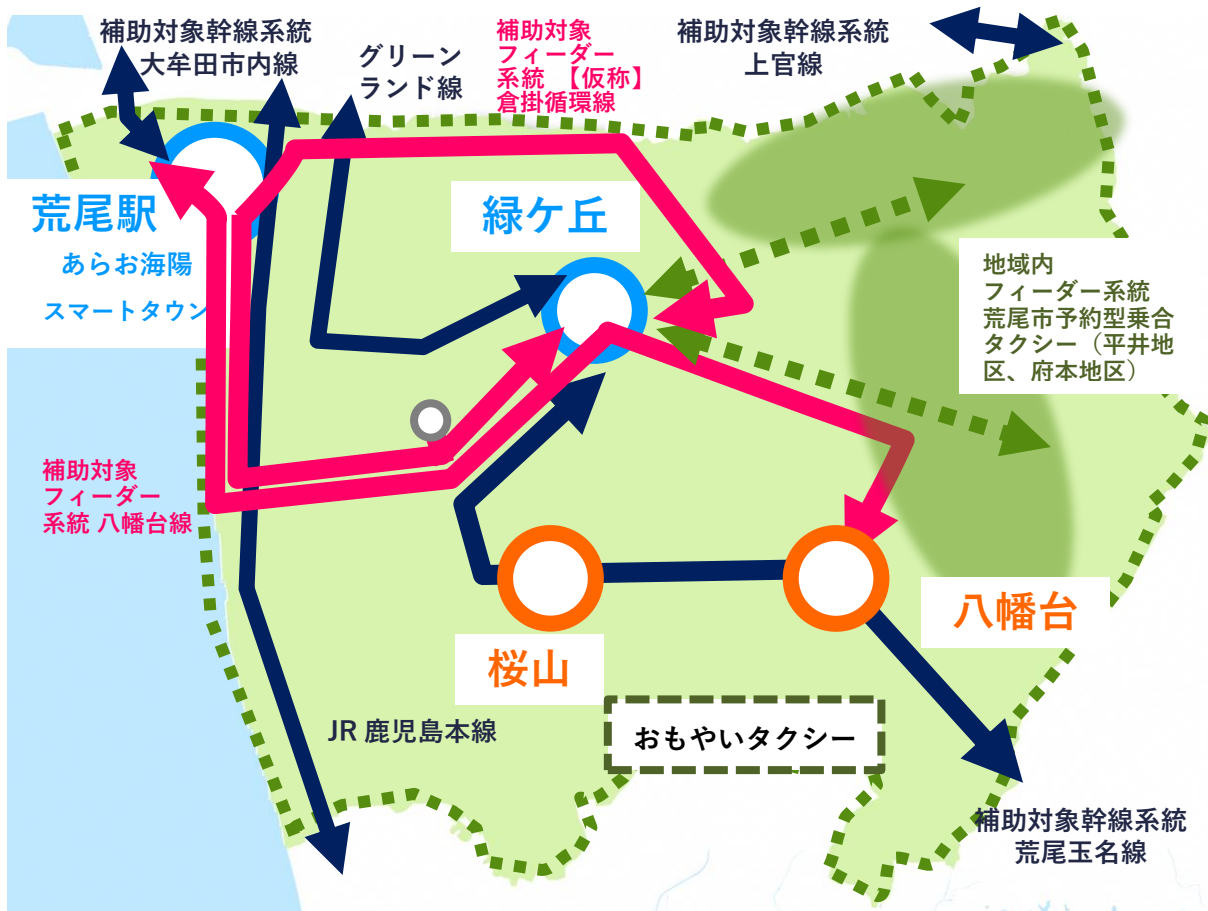 補助対象幹線系統
大牟田市内線
グリーン
ランド線
補助対象
フィーダー
系統 【仮称】
倉掛循環線
補助対象幹線系統
上官線
荒尾駅
あらお海陽
スマートタウン
緑ケ丘
地域内
フィーダー系統
荒尾市予約型乗合
タクシー（平井地
区、府本地区）
補助対象
フィーダー
系統 八幡台線
八幡台
桜山
JR 鹿児島本線
おもやいタクシー
補助対象幹線系統
荒尾玉名線